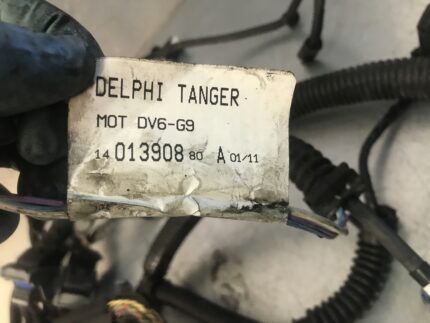 DELPHI TANGER
MOT DV6-G9
14 013908 80 A 01/11